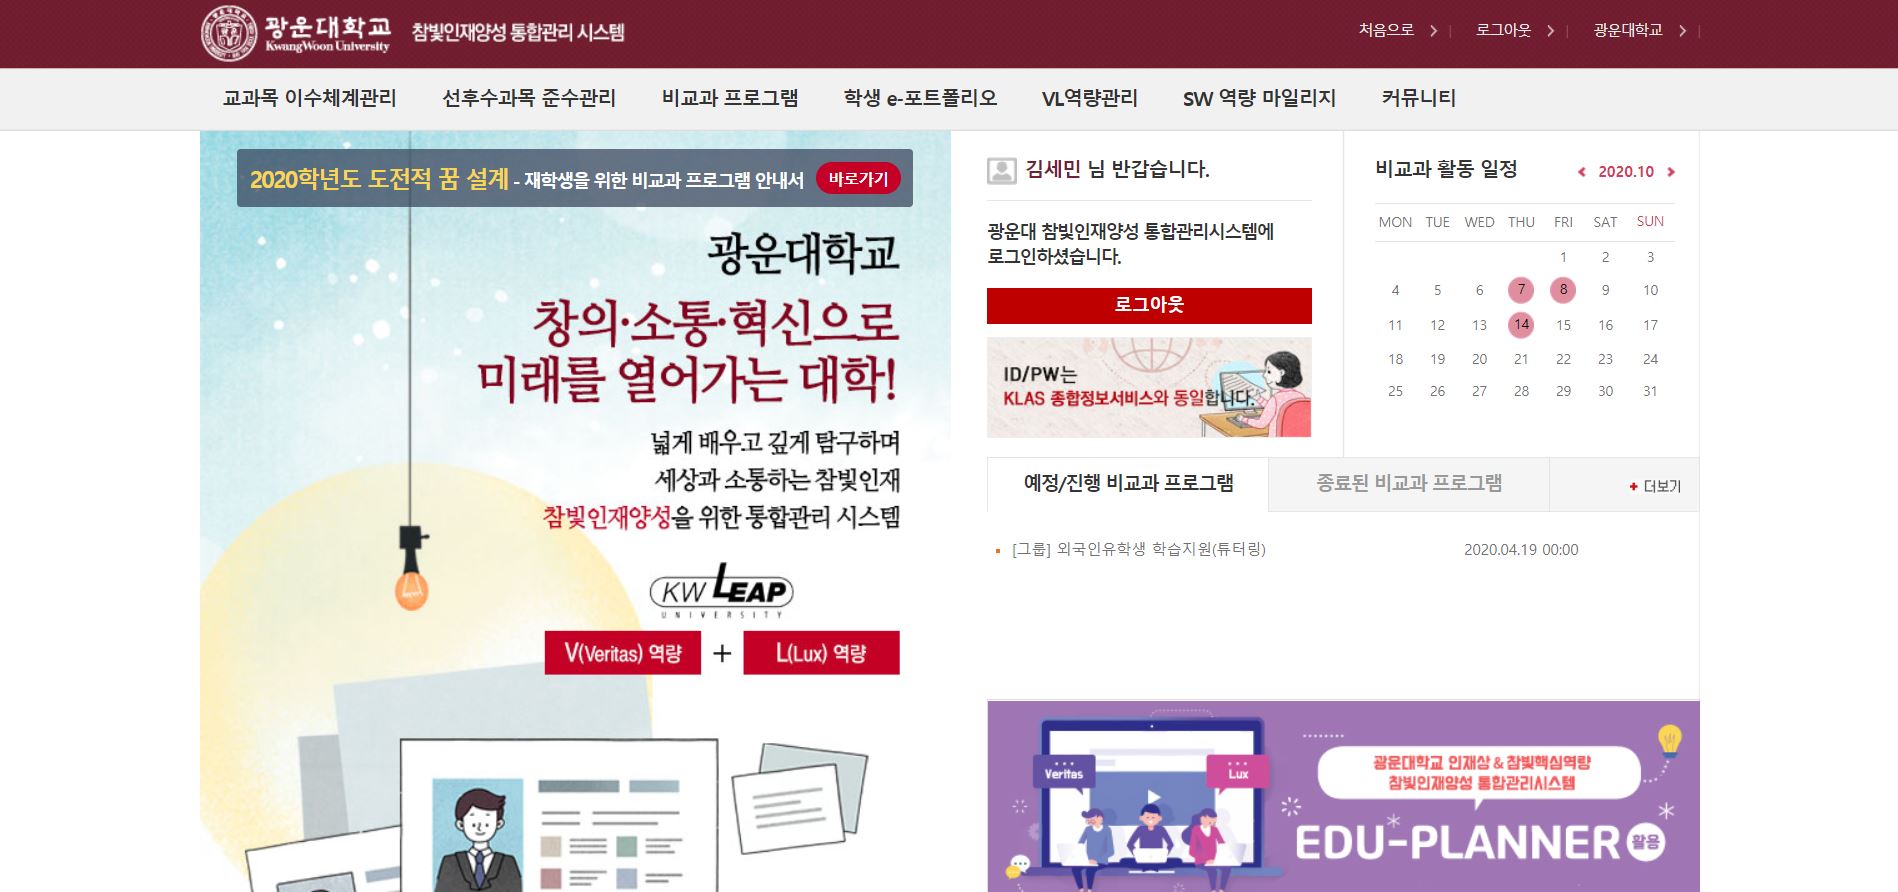 광운대학교
KwangWoon University
참빛인재양성 통합관리 시스템
처음으로
로그아웃
광운대학교
교과목 이수체계관리
선후수과목 준수관리
비교과 프로그램
학생 e-포트폴리오
VL역량관리
SW 역량 마일리지
커뮤니티
2020학년도 도전적 꿈 설계 - 재학생을 위한 비교과 프로그램 안내서
바로가기
광운대학교
창의·소통·혁신으로
미래를 열어가는 대학!
넓게 배우고 깊게 탐구하며
세상과 소통하는 참빛인재
참빛인재양성을 위한 통합관리 시스템
KW LEAP
UNIVERSITY
V(Veritas) 역량 + L(Lux) 역량
김세민 님 반갑습니다.
광운대 참빛인재양성 통합관리시스템에
로그인하셨습니다.
로그아웃
ID/PW는
KLAS 종합정보서비스와 동일합니다.
비교과 활동 일정
2020.10
MON TUE WED THU FRI SAT SUN
1 2 3
4 5 6 7 8 9 10
11 12 13 14 15 16 17
18 19 20 21 22 23 24
25 26 27 28 29 30 31
예정/진행 비교과 프로그램
종료된 비교과 프로그램
더보기
[그룹] 외국인유학생 학습지원(튜터링) 2020.04.19 00:00
Veritas
Lux
광운대학교 인재상 & 참빛핵심역량
참빛인재양성 통합관리시스템
EDU-PLANNER 활용